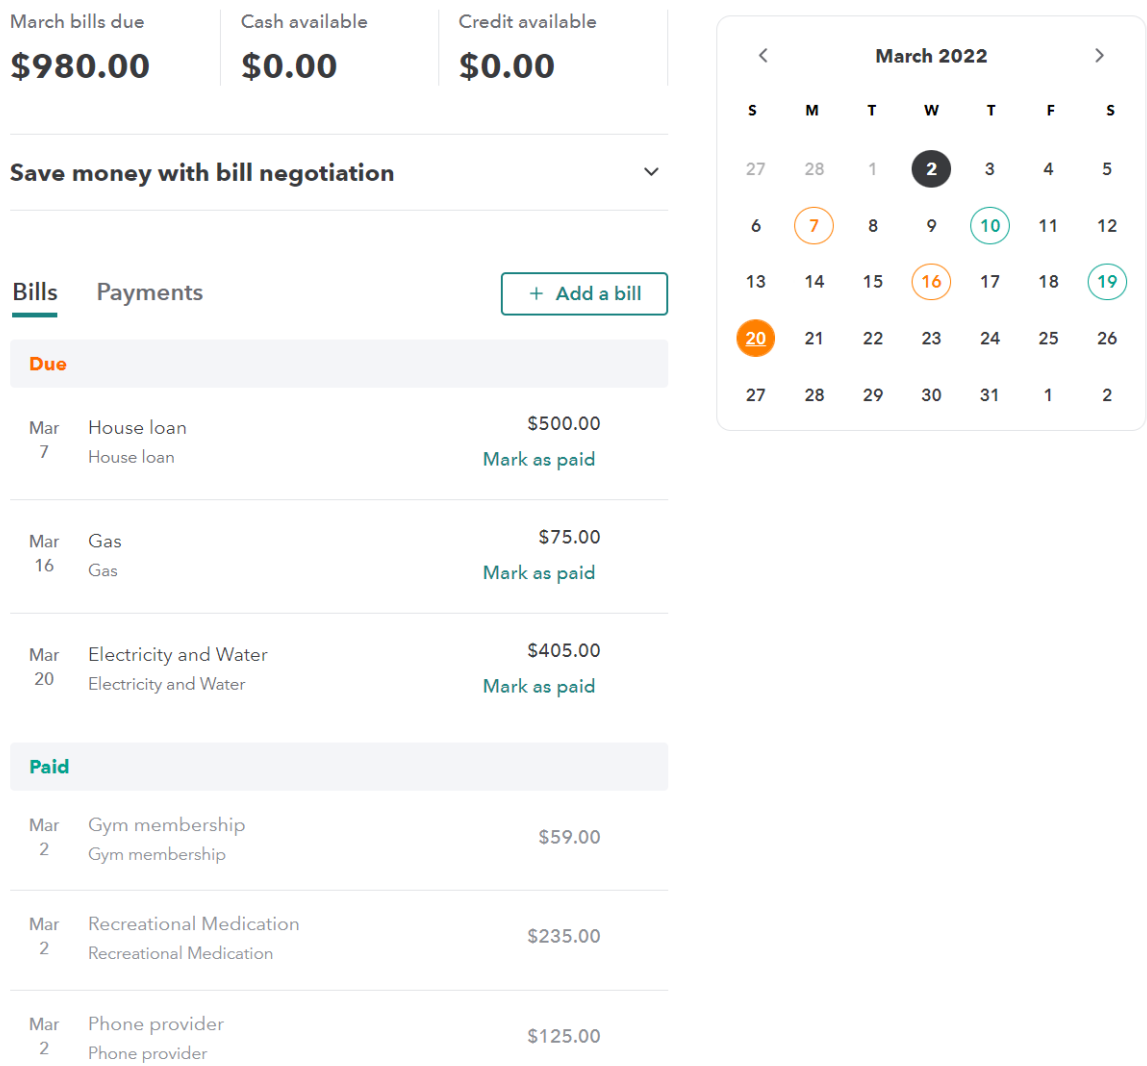 March bills due Cash available Credit available
$980.00 $0.00 $0.00
Save money with bill negotiation
Bills Payments + Add a bill
Due
Mar House loan $500.00
7 House loan Mark as paid
Mar Gas $75.00
16 Gas Mark as paid
Mar Electricity and Water $405.00
20 Electricity and Water Mark as paid
Paid
Mar Gym membership $59.00
2 Gym membership
Mar Recreational Medication $235.00
2 Recreational Medication
Mar Phone provider $125.00
2 Phone provider
March 2022
S M T W T F S
27 28 1 2 3 4 5
6 7 8 9 10 11 12
13 14 15 16 17 18 19
20 21 22 23 24 25 26
27 28 29 30 31 1 2